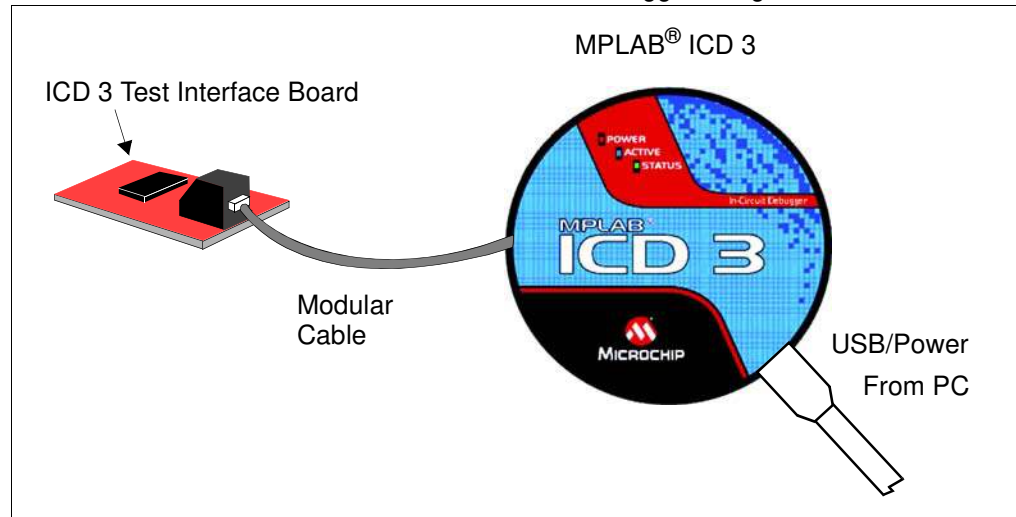 MPLAB® ICD 3
ICD 3 Test Interface Board
POWER
ACTIVE
STATUS
In-Circuit Debugger
MPLAB®
ICD 3
Modular
Cable
MICROCHIP
USB/Power
From PC